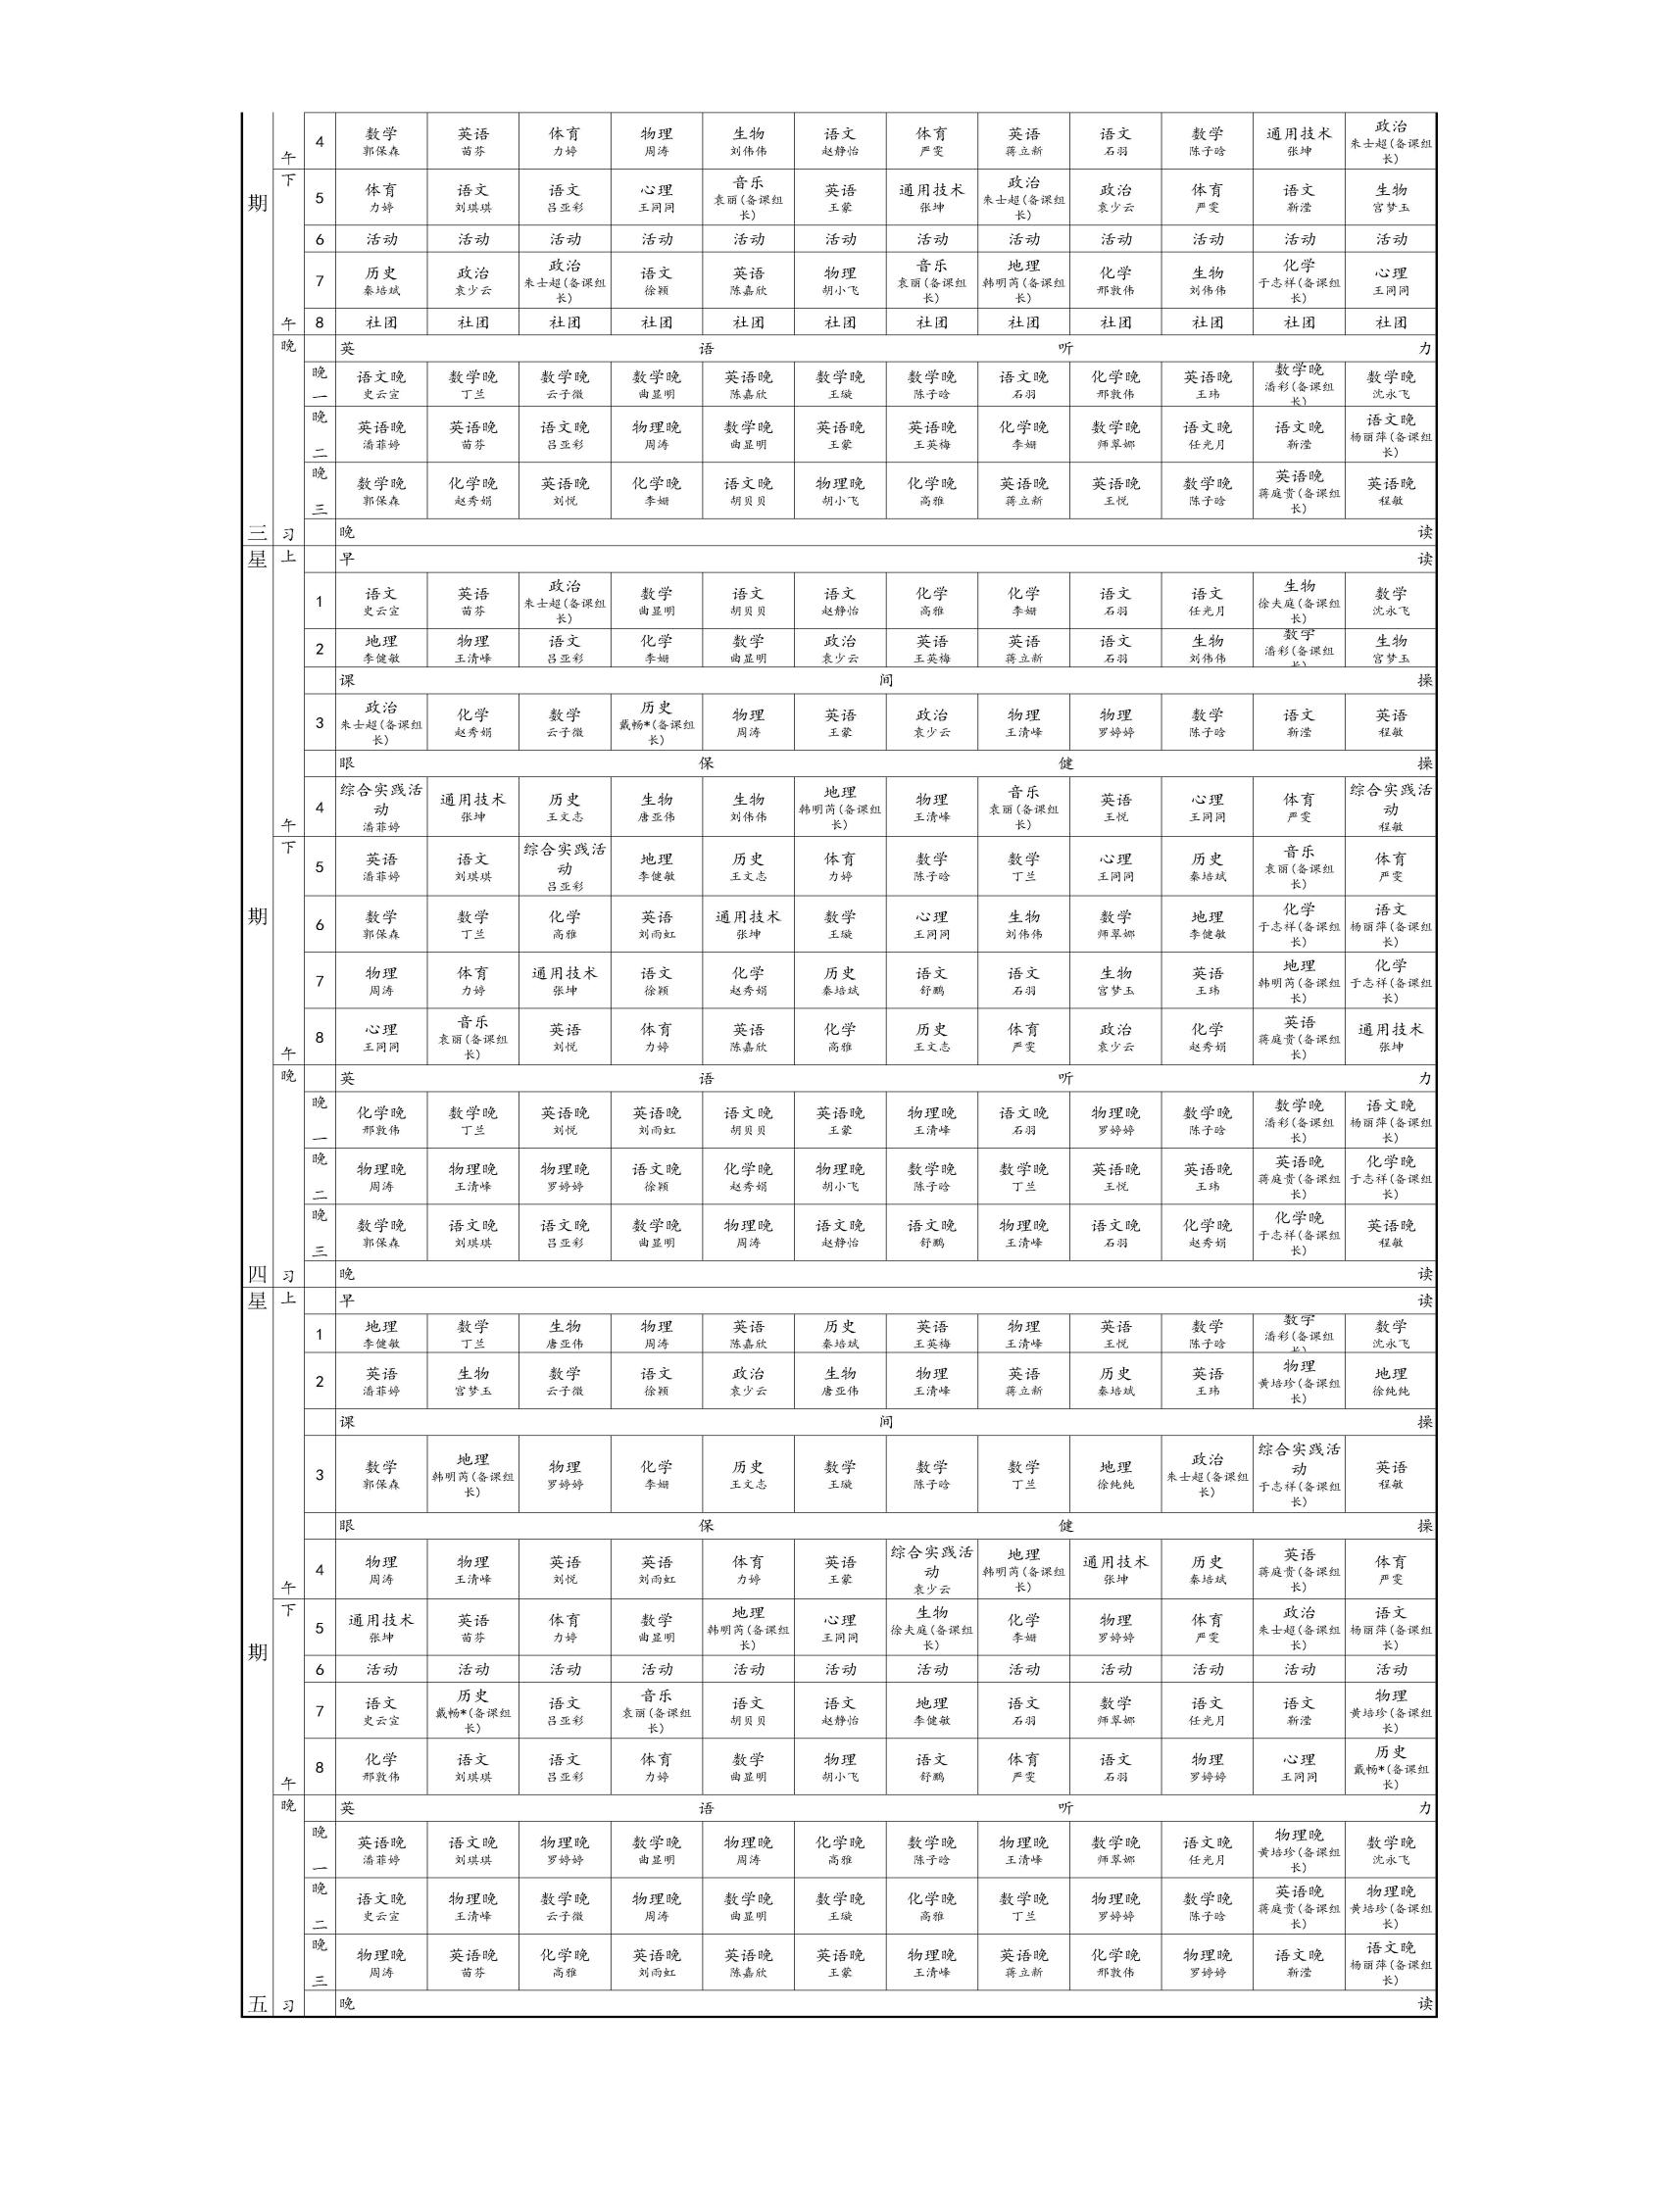 4 数学 英语 体育 物理 生物 语文 体育 英语 语文 数学 通用技术 政治
午 郭保森 苗芬 力婷 周涛 刘伟伟 赵静怡 严雯 蒋立新 石羽 陈子晗 张坤 朱士超(备课组长)
下
期 5 体育 语文 语文 心理 音乐 英语 通用技术 政治 政治 体育 语文 生物
力婷 刘琪琪 吕亚彩 王同同 袁丽(备课组长) 王蒙 张坤 朱士超(备课组长) 袁少云 严雯 靳滢 宫梦玉
6 活动 活动 活动 活动 活动 活动 活动 活动 活动 活动 活动 活动
7 历史 政治 政治 语文 英语 物理 音乐 地理 化学 生物 化学 心理
秦培斌 袁少云 朱士超(备课组长) 徐颖 陈嘉欣 胡小飞 袁丽(备课组长) 韩明芮(备课组长) 邢敦伟 刘伟伟 于志祥(备课组长) 王同同
午 8 社团 社团 社团 社团 社团 社团 社团 社团 社团 社团 社团 社团
晚 英 语 听 力
晚一 语文晚 数学晚 数学晚 数学晚 英语晚 数学晚 数学晚 语文晚 化学晚 英语晚 数学晚 数学晚
史云宣 丁兰 云子微 曲显明 陈嘉欣 王璇 陈子晗 石羽 邢敦伟 王玮 潘彩(备课组长) 沈永飞
晚二 英语晚 英语晚 语文晚 物理晚 数学晚 英语晚 英语晚 化学晚 数学晚 语文晚 语文晚 语文晚
潘菲婷 苗芬 吕亚彩 周涛 曲显明 王蒙 王英梅 李姗 师翠娜 任光月 靳滢 杨丽萍(备课组长)
晚三 数学晚 化学晚 英语晚 化学晚 语文晚 物理晚 化学晚 英语晚 英语晚 数学晚 英语晚 英语晚
郭保森 赵秀娟 刘悦 李姗 胡贝贝 胡小飞 高雅 蒋立新 王悦 陈子晗 蒋庭贵(备课组长) 程敏
三 习 晚 读
星 上 早 读
1 语文 英语 政治 数学 语文 语文 化学 化学 语文 语文 生物 数学
史云宣 苗芬 朱士超(备课组长) 曲显明 胡贝贝 赵静怡 高雅 李姗 石羽 任光月 徐夫庭(备课组长) 沈永飞
2 地理 物理 语文 化学 数学 政治 英语 英语 语文 生物 数学 生物
李健敏 王清峰 吕亚彩 李姗 曲显明 袁少云 王英梅 蒋立新 石羽 刘伟伟 潘彩(备课组长) 宫梦玉
课 间 操
3 政治 化学 数学 历史 物理 英语 政治 物理 物理 数学 语文 英语
朱士超(备课组长) 赵秀娟 云子微 戴畅*(备课组长) 周涛 王蒙 袁少云 王清峰 罗婷婷 陈子晗 靳滢 程敏
眼 保 健 操
4 综合实践活动 通用技术 历史 生物 生物 地理 物理 音乐 英语 心理 体育 综合实践活动
午 潘菲婷 张坤 王文志 唐亚伟 刘伟伟 韩明芮(备课组长) 王清峰 袁丽(备课组长) 王悦 王同同 严雯 程敏
下
5 英语 语文 综合实践活动 地理 历史 体育 数学 数学 心理 历史 音乐 体育
潘菲婷 刘琪琪 吕亚彩 李健敏 王文志 力婷 陈子晗 丁兰 王同同 秦培斌 袁丽(备课组长) 严雯
期 6 数学 数学 化学 英语 通用技术 数学 心理 生物 数学 地理 化学 语文
郭保森 丁兰 高雅 刘雨虹 张坤 王璇 王同同 刘伟伟 师翠娜 李健敏 于志祥(备课组长) 杨丽萍(备课组长)
7 物理 体育 通用技术 语文 化学 历史 语文 语文 生物 英语 地理 化学
周涛 力婷 张坤 徐颖 赵秀娟 秦培斌 舒鹏 石羽 宫梦玉 王玮 韩明芮(备课组长) 于志祥(备课组长)
8 心理 音乐 英语 体育 英语 化学 历史 体育 政治 化学 英语 通用技术
午 王同同 袁丽(备课组长) 刘悦 力婷 陈嘉欣 高雅 王文志 严雯 袁少云 赵秀娟 蒋庭贵(备课组长) 张坤
晚 英 语 听 力
晚一 化学晚 数学晚 英语晚 英语晚 语文晚 英语晚 物理晚 语文晚 物理晚 数学晚 数学晚 语文晚
邢敦伟 丁兰 刘悦 刘雨虹 胡贝贝 王蒙 王清峰 石羽 罗婷婷 陈子晗 潘彩(备课组长) 杨丽萍(备课组长)
晚二 物理晚 物理晚 物理晚 语文晚 化学晚 物理晚 数学晚 数学晚 英语晚 英语晚 英语晚 化学晚
周涛 王清峰 罗婷婷 徐颖 赵秀娟 胡小飞 陈子晗 丁兰 王悦 王玮 蒋庭贵(备课组长) 于志祥(备课组长)
晚三 数学晚 语文晚 语文晚 数学晚 物理晚 语文晚 语文晚 物理晚 语文晚 化学晚 化学晚 英语晚
郭保森 刘琪琪 吕亚彩 曲显明 周涛 赵静怡 舒鹏 王清峰 石羽 赵秀娟 于志祥(备课组长) 程敏
四 习 晚 读
星 上 早 读
1 地理 数学 生物 物理 英语 历史 英语 物理 英语 数学 数学 数学
李健敏 丁兰 唐亚伟 周涛 陈嘉欣 秦培斌 王英梅 王清峰 王悦 陈子晗 潘彩(备课组长) 沈永飞
2 英语 生物 数学 语文 政治 生物 物理 英语 历史 英语 物理 地理
潘菲婷 宫梦玉 云子微 徐颖 袁少云 唐亚伟 王清峰 蒋立新 秦培斌 王玮 黄培珍(备课组长) 徐纯纯
课 间 操
3 数学 地理 物理 化学 历史 数学 数学 数学 地理 政治 综合实践活动 英语
郭保森 韩明芮(备课组长) 罗婷婷 李姗 王文志 王璇 陈子晗 丁兰 徐纯纯 朱士超(备课组长) 于志祥(备课组长) 程敏
眼 保 健 操
4 物理 物理 英语 英语 体育 英语 综合实践活动 地理 通用技术 历史 英语 体育
午 周涛 王清峰 刘悦 刘雨虹 力婷 王蒙 袁少云 韩明芮(备课组长) 张坤 秦培斌 蒋庭贵(备课组长) 严雯
下
期 5 通用技术 英语 体育 数学 地理 心理 生物 化学 物理 体育 政治 语文
张坤 苗芬 力婷 曲显明 韩明芮(备课组长) 王同同 徐夫庭(备课组长) 李姗 罗婷婷 严雯 朱士超(备课组长) 杨丽萍(备课组长)
6 活动 活动 活动 活动 活动 活动 活动 活动 活动 活动 活动 活动
7 语文 历史 语文 音乐 语文 语文 地理 语文 数学 语文 语文 物理
史云宣 戴畅*(备课组长) 吕亚彩 袁丽(备课组长) 胡贝贝 赵静怡 李健敏 石羽 师翠娜 任光月 靳滢 黄培珍(备课组长)
8 化学 语文 语文 体育 数学 物理 语文 体育 语文 物理 心理 历史
午 邢敦伟 刘琪琪 吕亚彩 力婷 曲显明 胡小飞 舒鹏 严雯 石羽 罗婷婷 王同同 戴畅*(备课组长)
晚 英 语 听 力
晚一 英语晚 语文晚 物理晚 数学晚 物理晚 化学晚 数学晚 物理晚 数学晚 语文晚 物理晚 数学晚
潘菲婷 刘琪琪 罗婷婷 曲显明 周涛 高雅 陈子晗 王清峰 师翠娜 任光月 黄培珍(备课组长) 沈永飞
晚二 语文晚 物理晚 数学晚 物理晚 数学晚 数学晚 化学晚 数学晚 物理晚 数学晚 英语晚 物理晚
史云宣 王清峰 云子微 周涛 曲显明 王璇 高雅 丁兰 罗婷婷 陈子晗 蒋庭贵(备课组长) 黄培珍(备课组长)
晚三 物理晚 英语晚 化学晚 英语晚 英语晚 英语晚 物理晚 英语晚 化学晚 物理晚 语文晚 语文晚
周涛 苗芬 高雅 刘雨虹 陈嘉欣 王蒙 王清峰 蒋立新 邢敦伟 罗婷婷 靳滢 杨丽萍(备课组长)
五 习 晚 读